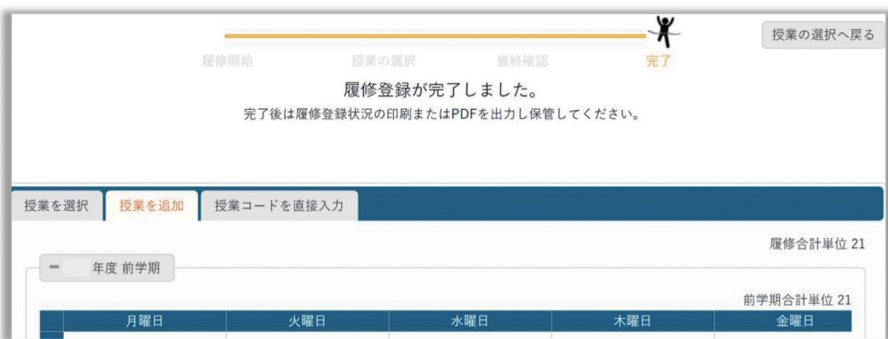 授業の選択へ戻る
履修開始 授業の選択 最終確認 完了
履修登録が完了しました。
完了後は履修登録状況の印刷またはPDFを出力し保管してください。
授業を選択 授業を追加 授業コードを直接入力
履修合計単位 21
年度 前学期
前学期合計単位 21
月曜日 火曜日 水曜日 木曜日 金曜日